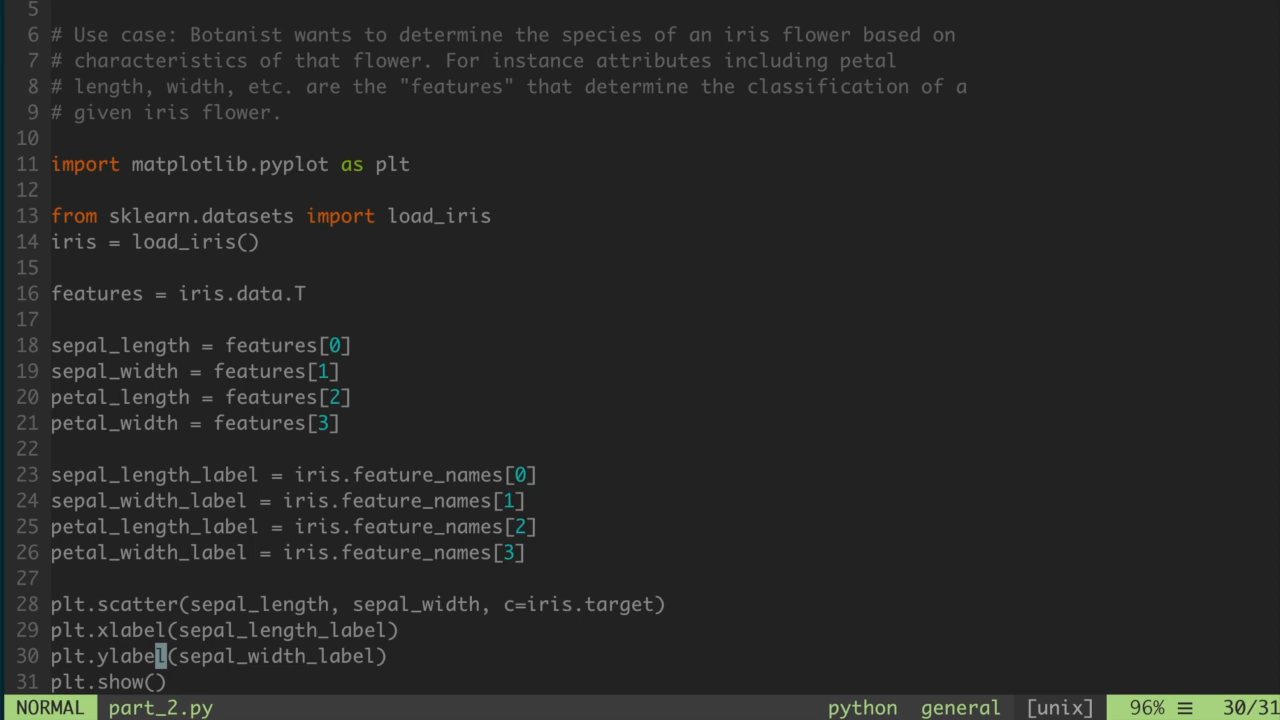 5
6 # Use case: Botanist wants to determine the species of an iris flower based on
7 # characteristics of that flower. For instance attributes including petal
8 # length, width, etc. are the "features" that determine the classification of a
9 # given iris flower.
10
11 import matplotlib.pyplot as plt
12
13 from sklearn.datasets import load_iris
14 iris = load_iris()
15
16 features = iris.data.T
17
18 sepal_length = features[0]
19 sepal_width = features[1]
20 petal_length = features[2]
21 petal_width = features[3]
22
23 sepal_length_label = iris.feature_names[0]
24 sepal_width_label = iris.feature_names[1]
25 petal_length_label = iris.feature_names[2]
26 petal_width_label = iris.feature_names[3]
27
28 plt.scatter(sepal_length, sepal_width, c=iris.target)
29 plt.xlabel(sepal_length_label)
30 plt.ylabel(sepal_width_label)
31 plt.show()
NORMAL part_2.py python general [unix] 96% ☰ 30/31